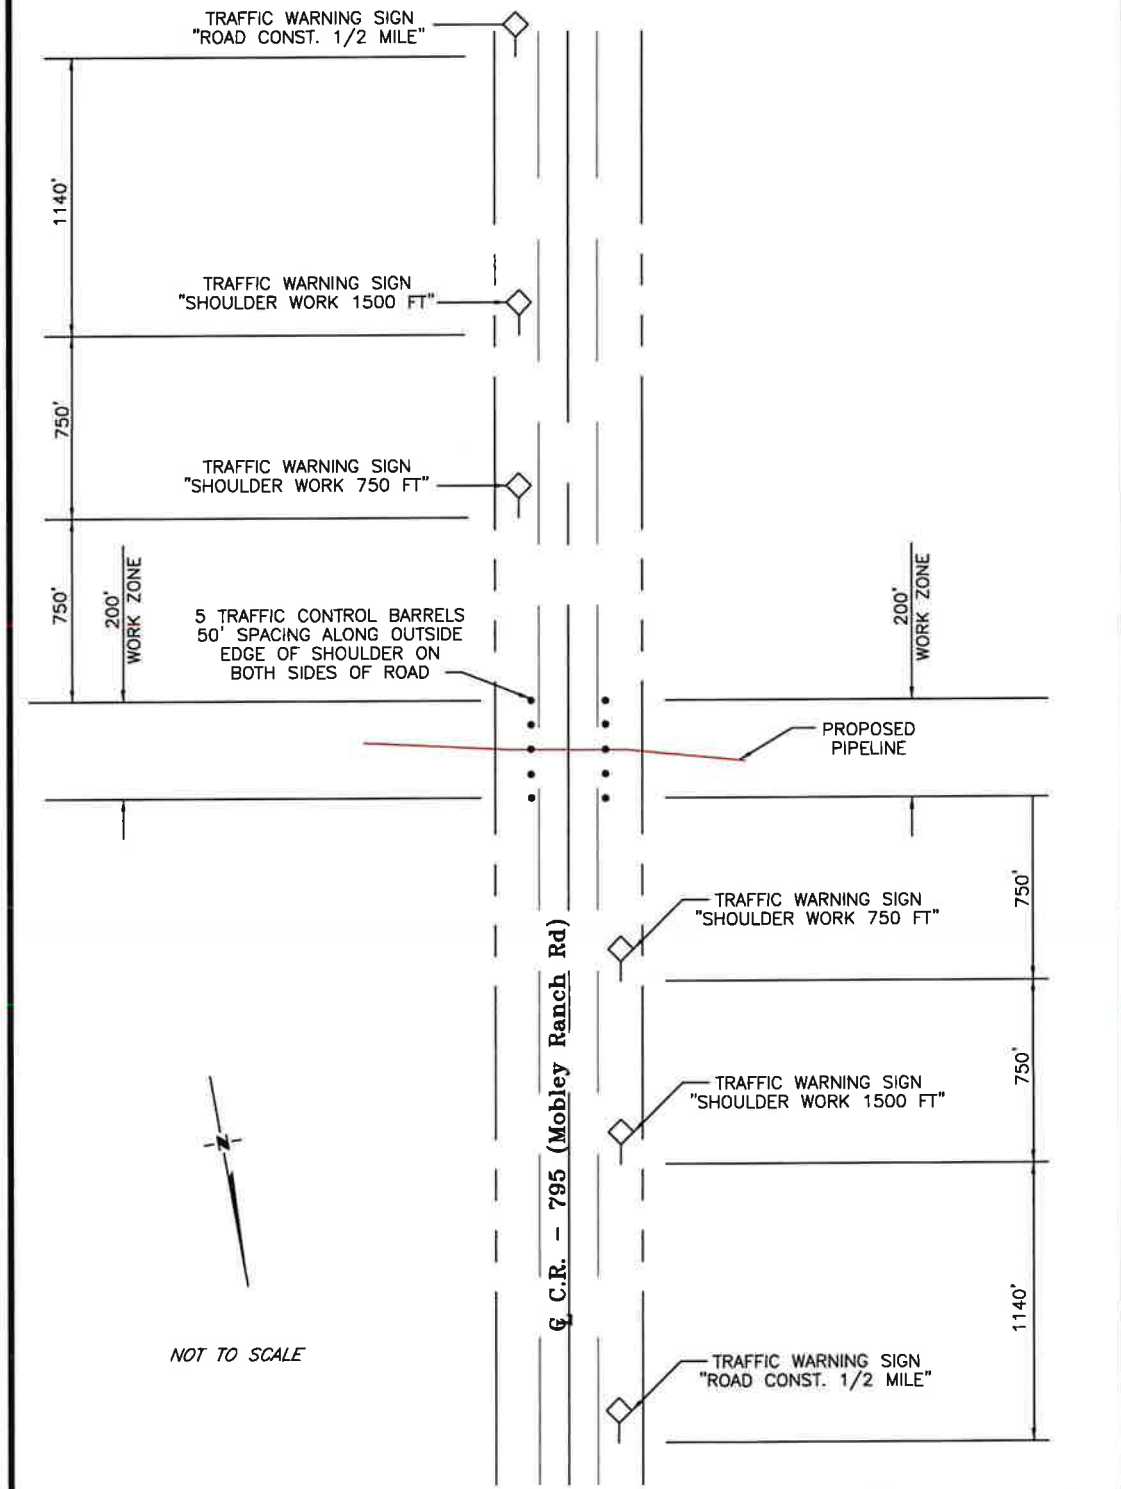 TRAFFIC WARNING SIGN
"ROAD CONST. 1/2 MILE"
1140'
TRAFFIC WARNING SIGN
"SHOULDER WORK 1500 FT"
750'
TRAFFIC WARNING SIGN
"SHOULDER WORK 750 FT"
750'
200'
WORK ZONE
5 TRAFFIC CONTROL BARRELS
50' SPACING ALONG OUTSIDE
EDGE OF SHOULDER ON
BOTH SIDES OF ROAD
200'
WORK ZONE
PROPOSED
PIPELINE
750'
TRAFFIC WARNING SIGN
"SHOULDER WORK 750 FT"
℄ C.R. - 795 (Mobley Ranch Rd)
750'
TRAFFIC WARNING SIGN
"SHOULDER WORK 1500 FT"
N
1140'
NOT TO SCALE
TRAFFIC WARNING SIGN
"ROAD CONST. 1/2 MILE"